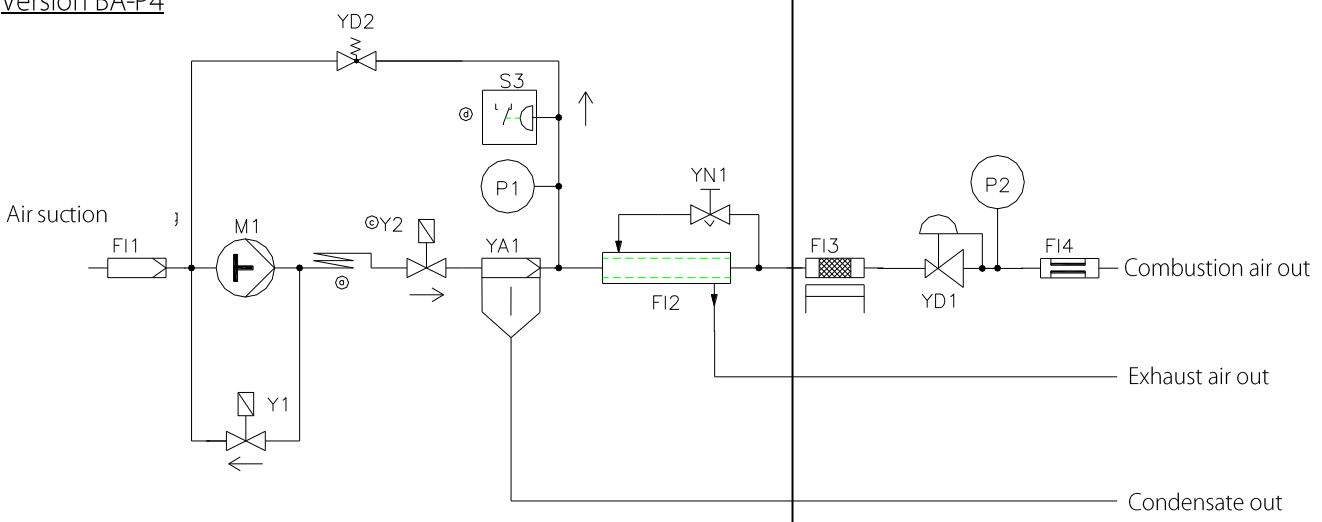 Version BA-P4
YD2
S3
ⓓ
P1
YN1
P2
Air suction
M1
ⓒY2
FI1
YA1
FI3
FI4
Combustion air out
ⓐ
FI2
YD1
Exhaust air out
Y1
Condensate out